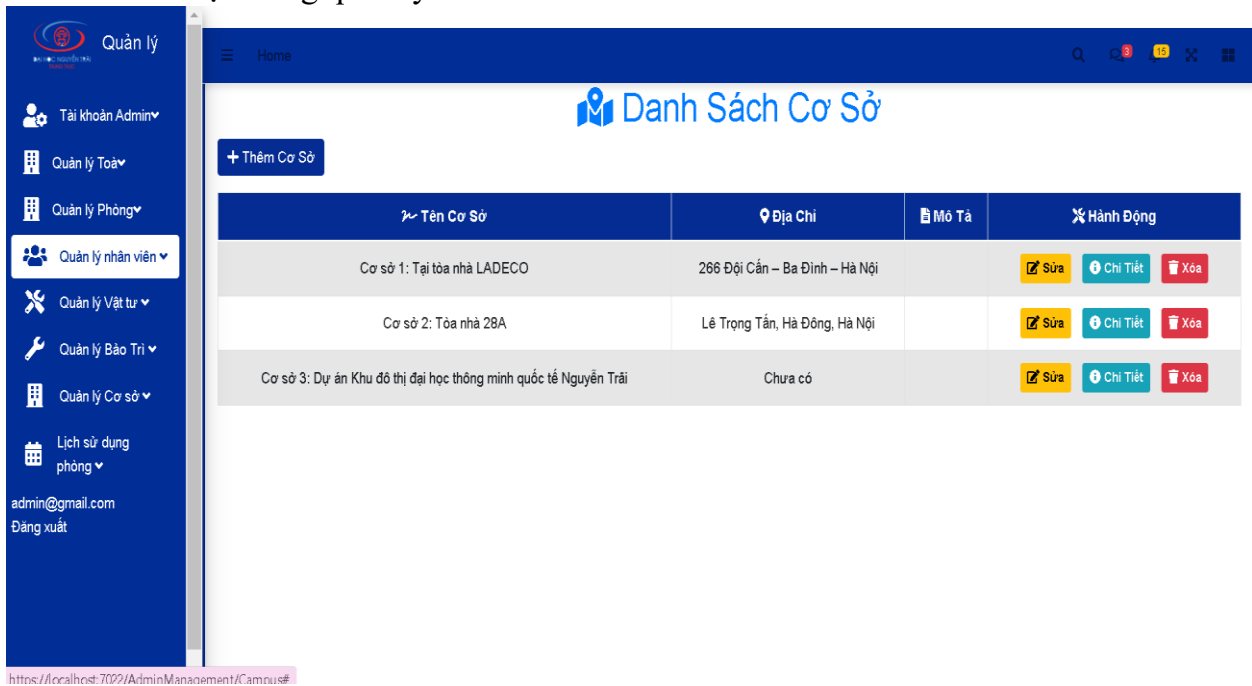 Quản lý
ĐẠI HỌC NGUYỄN TRÃI
Home
3
15
Tài khoản Admin
Quản lý Toà
Quản lý Phòng
Quản lý nhân viên
Quản lý Vật tư
Quản lý Bảo Trì
Quản lý Cơ sở
Lịch sử dụng
phòng
admin@gmail.com
Đăng xuất
Danh Sách Cơ Sở
+ Thêm Cơ Sở
Tên Cơ Sở Địa Chỉ Mô Tả Hành Động
Cơ sở 1: Tại tòa nhà LADECO 266 Đội Cấn – Ba Đình – Hà Nội Sửa Chi Tiết Xóa
Cơ sở 2: Tòa nhà 28A Lê Trọng Tấn, Hà Đông, Hà Nội Sửa Chi Tiết Xóa
Cơ sở 3: Dự án Khu đô thị đại học thông minh quốc tế Nguyễn Trãi Chưa có Sửa Chi Tiết Xóa
https://localhost:7022/AdminManagement/Campus#